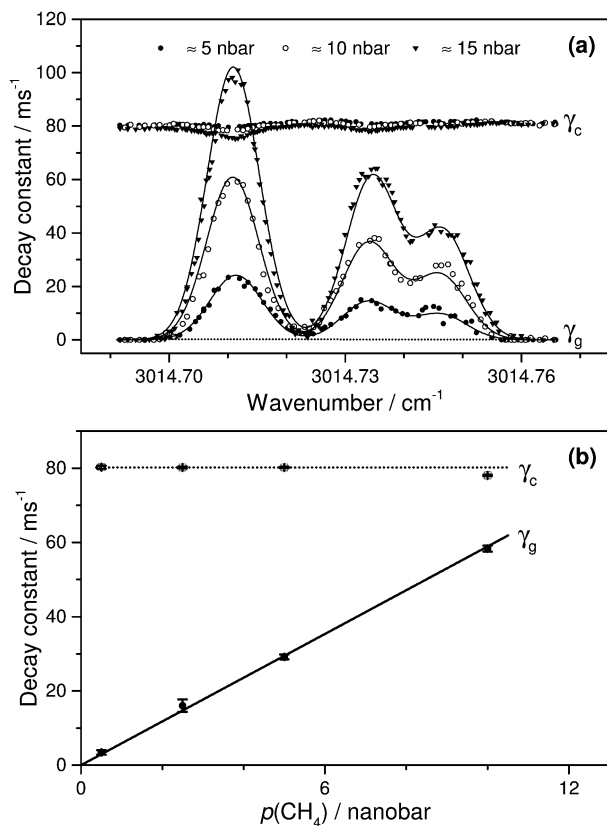 (a)
≈ 5 nbar ≈ 10 nbar ≈ 15 nbar
120
100
80
60
40
20
0
γc
γg
Decay constant / ms⁻¹
3014.70 3014.73 3014.76
Wavenumber / cm⁻¹
(b)
80
60
40
20
0
γc
γg
Decay constant / ms⁻¹
0 6 12
p(CH₄) / nanobar